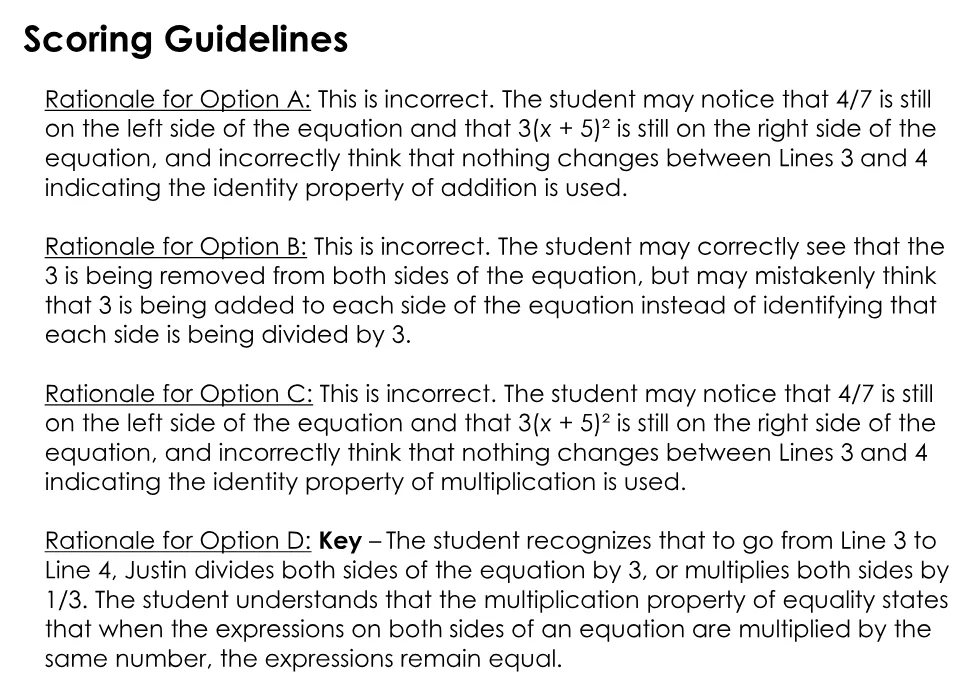 Scoring Guidelines
Rationale for Option A: This is incorrect. The student may notice that 4/7 is still
on the left side of the equation and that 3(x + 5)² is still on the right side of the
equation, and incorrectly think that nothing changes between Lines 3 and 4
indicating the identity property of addition is used.
Rationale for Option B: This is incorrect. The student may correctly see that the
3 is being removed from both sides of the equation, but may mistakenly think
that 3 is being added to each side of the equation instead of identifying that
each side is being divided by 3.
Rationale for Option C: This is incorrect. The student may notice that 4/7 is still
on the left side of the equation and that 3(x + 5)² is still on the right side of the
equation, and incorrectly think that nothing changes between Lines 3 and 4
indicating the identity property of multiplication is used.
Rationale for Option D: Key – The student recognizes that to go from Line 3 to
Line 4, Justin divides both sides of the equation by 3, or multiplies both sides by
1/3. The student understands that the multiplication property of equality states
that when the expressions on both sides of an equation are multiplied by the
same number, the expressions remain equal.